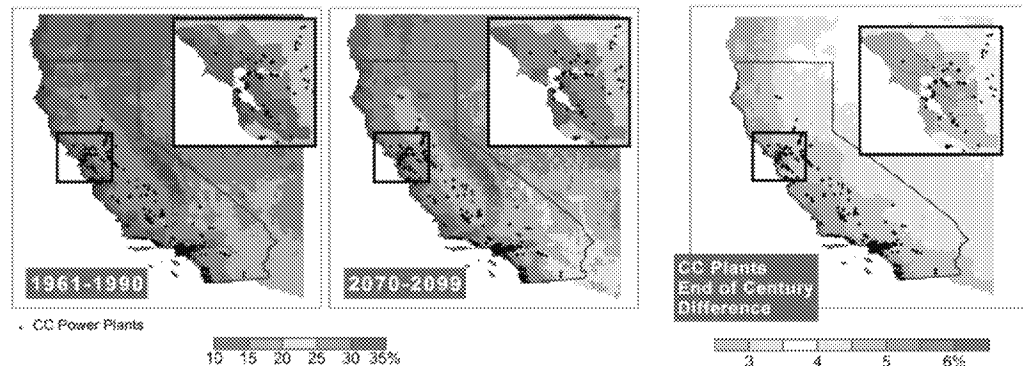 1961-1990
2070-2099
CC Plants
End of Century
Difference
CC Power Plants
10 15 20 25 30 35%
3 4 5 6%